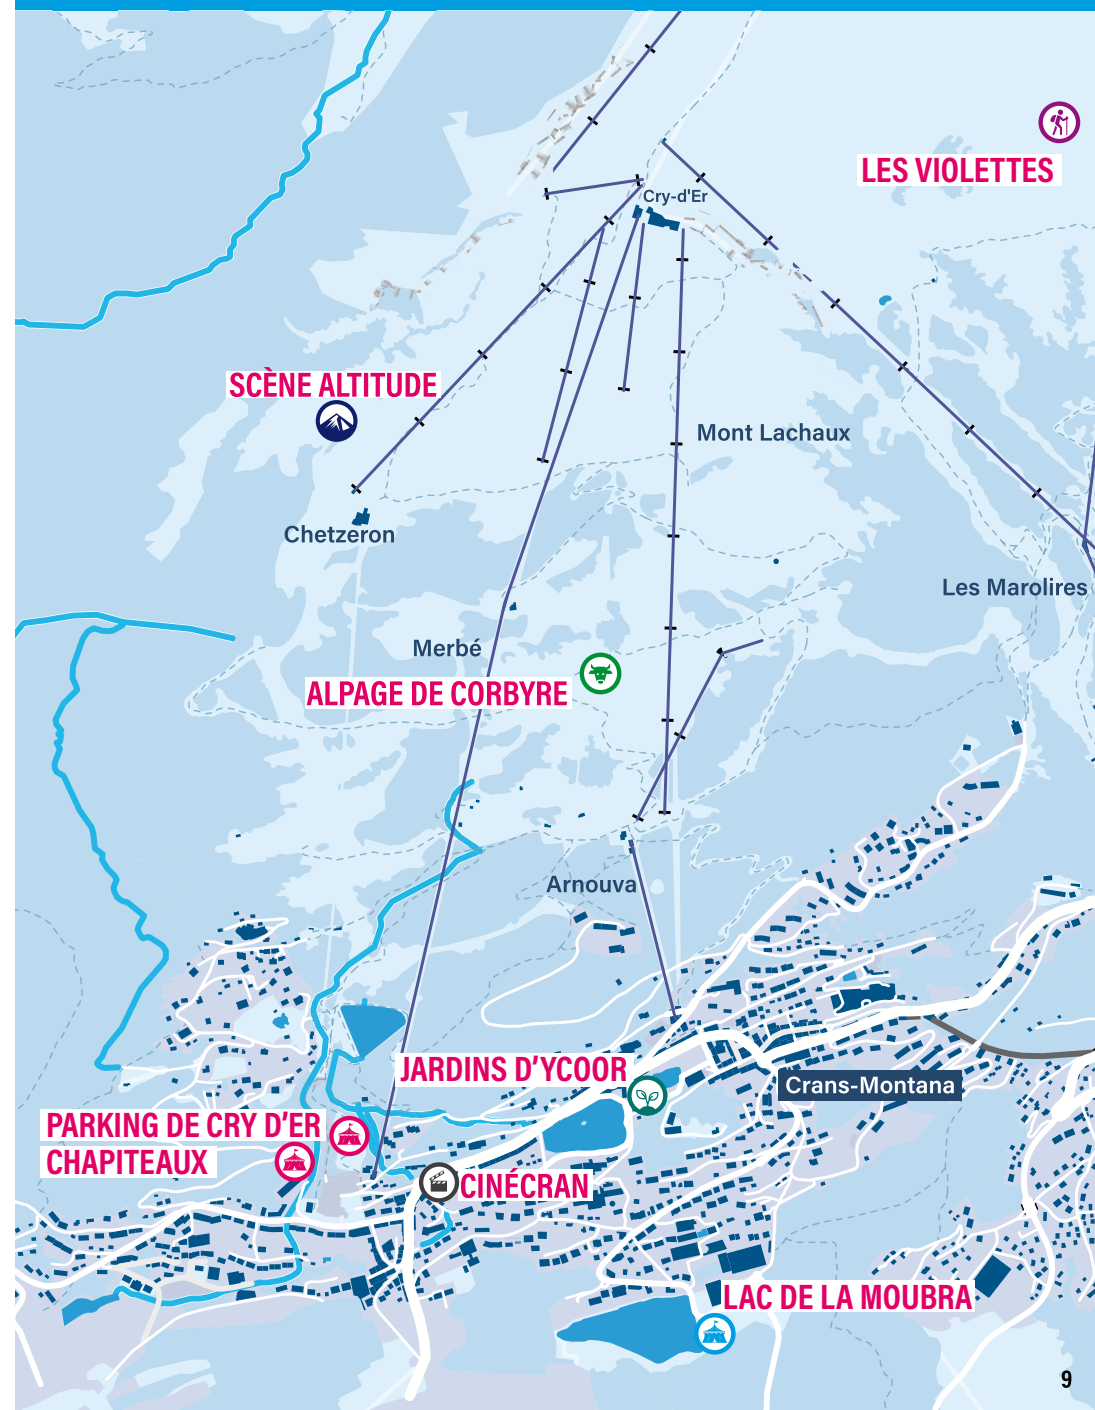 LES VIOLETTES
Cry-d'Er
SCÈNE ALTITUDE
Mont Lachaux
Chetzeron
Les Marolires
Merbé
ALPAGE DE CORBYRE
Arnouva
JARDINS D'YCOOR
Crans-Montana
PARKING DE CRY D'ER
CHAPITEAUX
CINÉCRAN
LAC DE LA MOUBRA
9